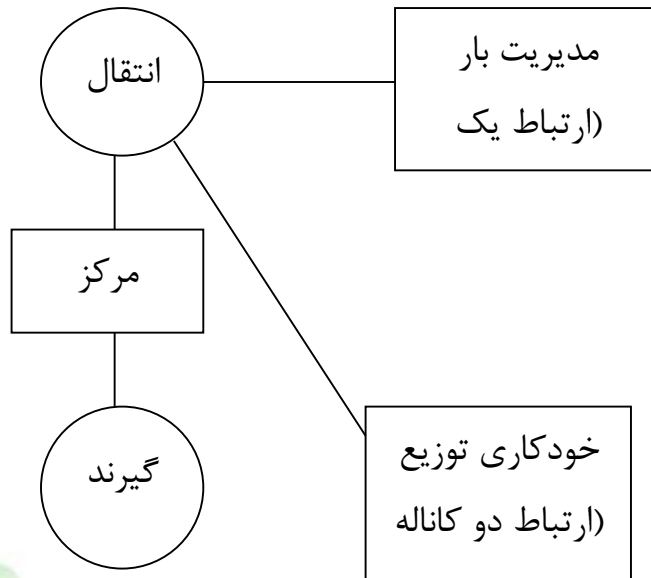 انتقال
مدیریت بار
(ارتباط یک
مرکز
گیرند
خودکاری توزیع
(ارتباط دو کاناله